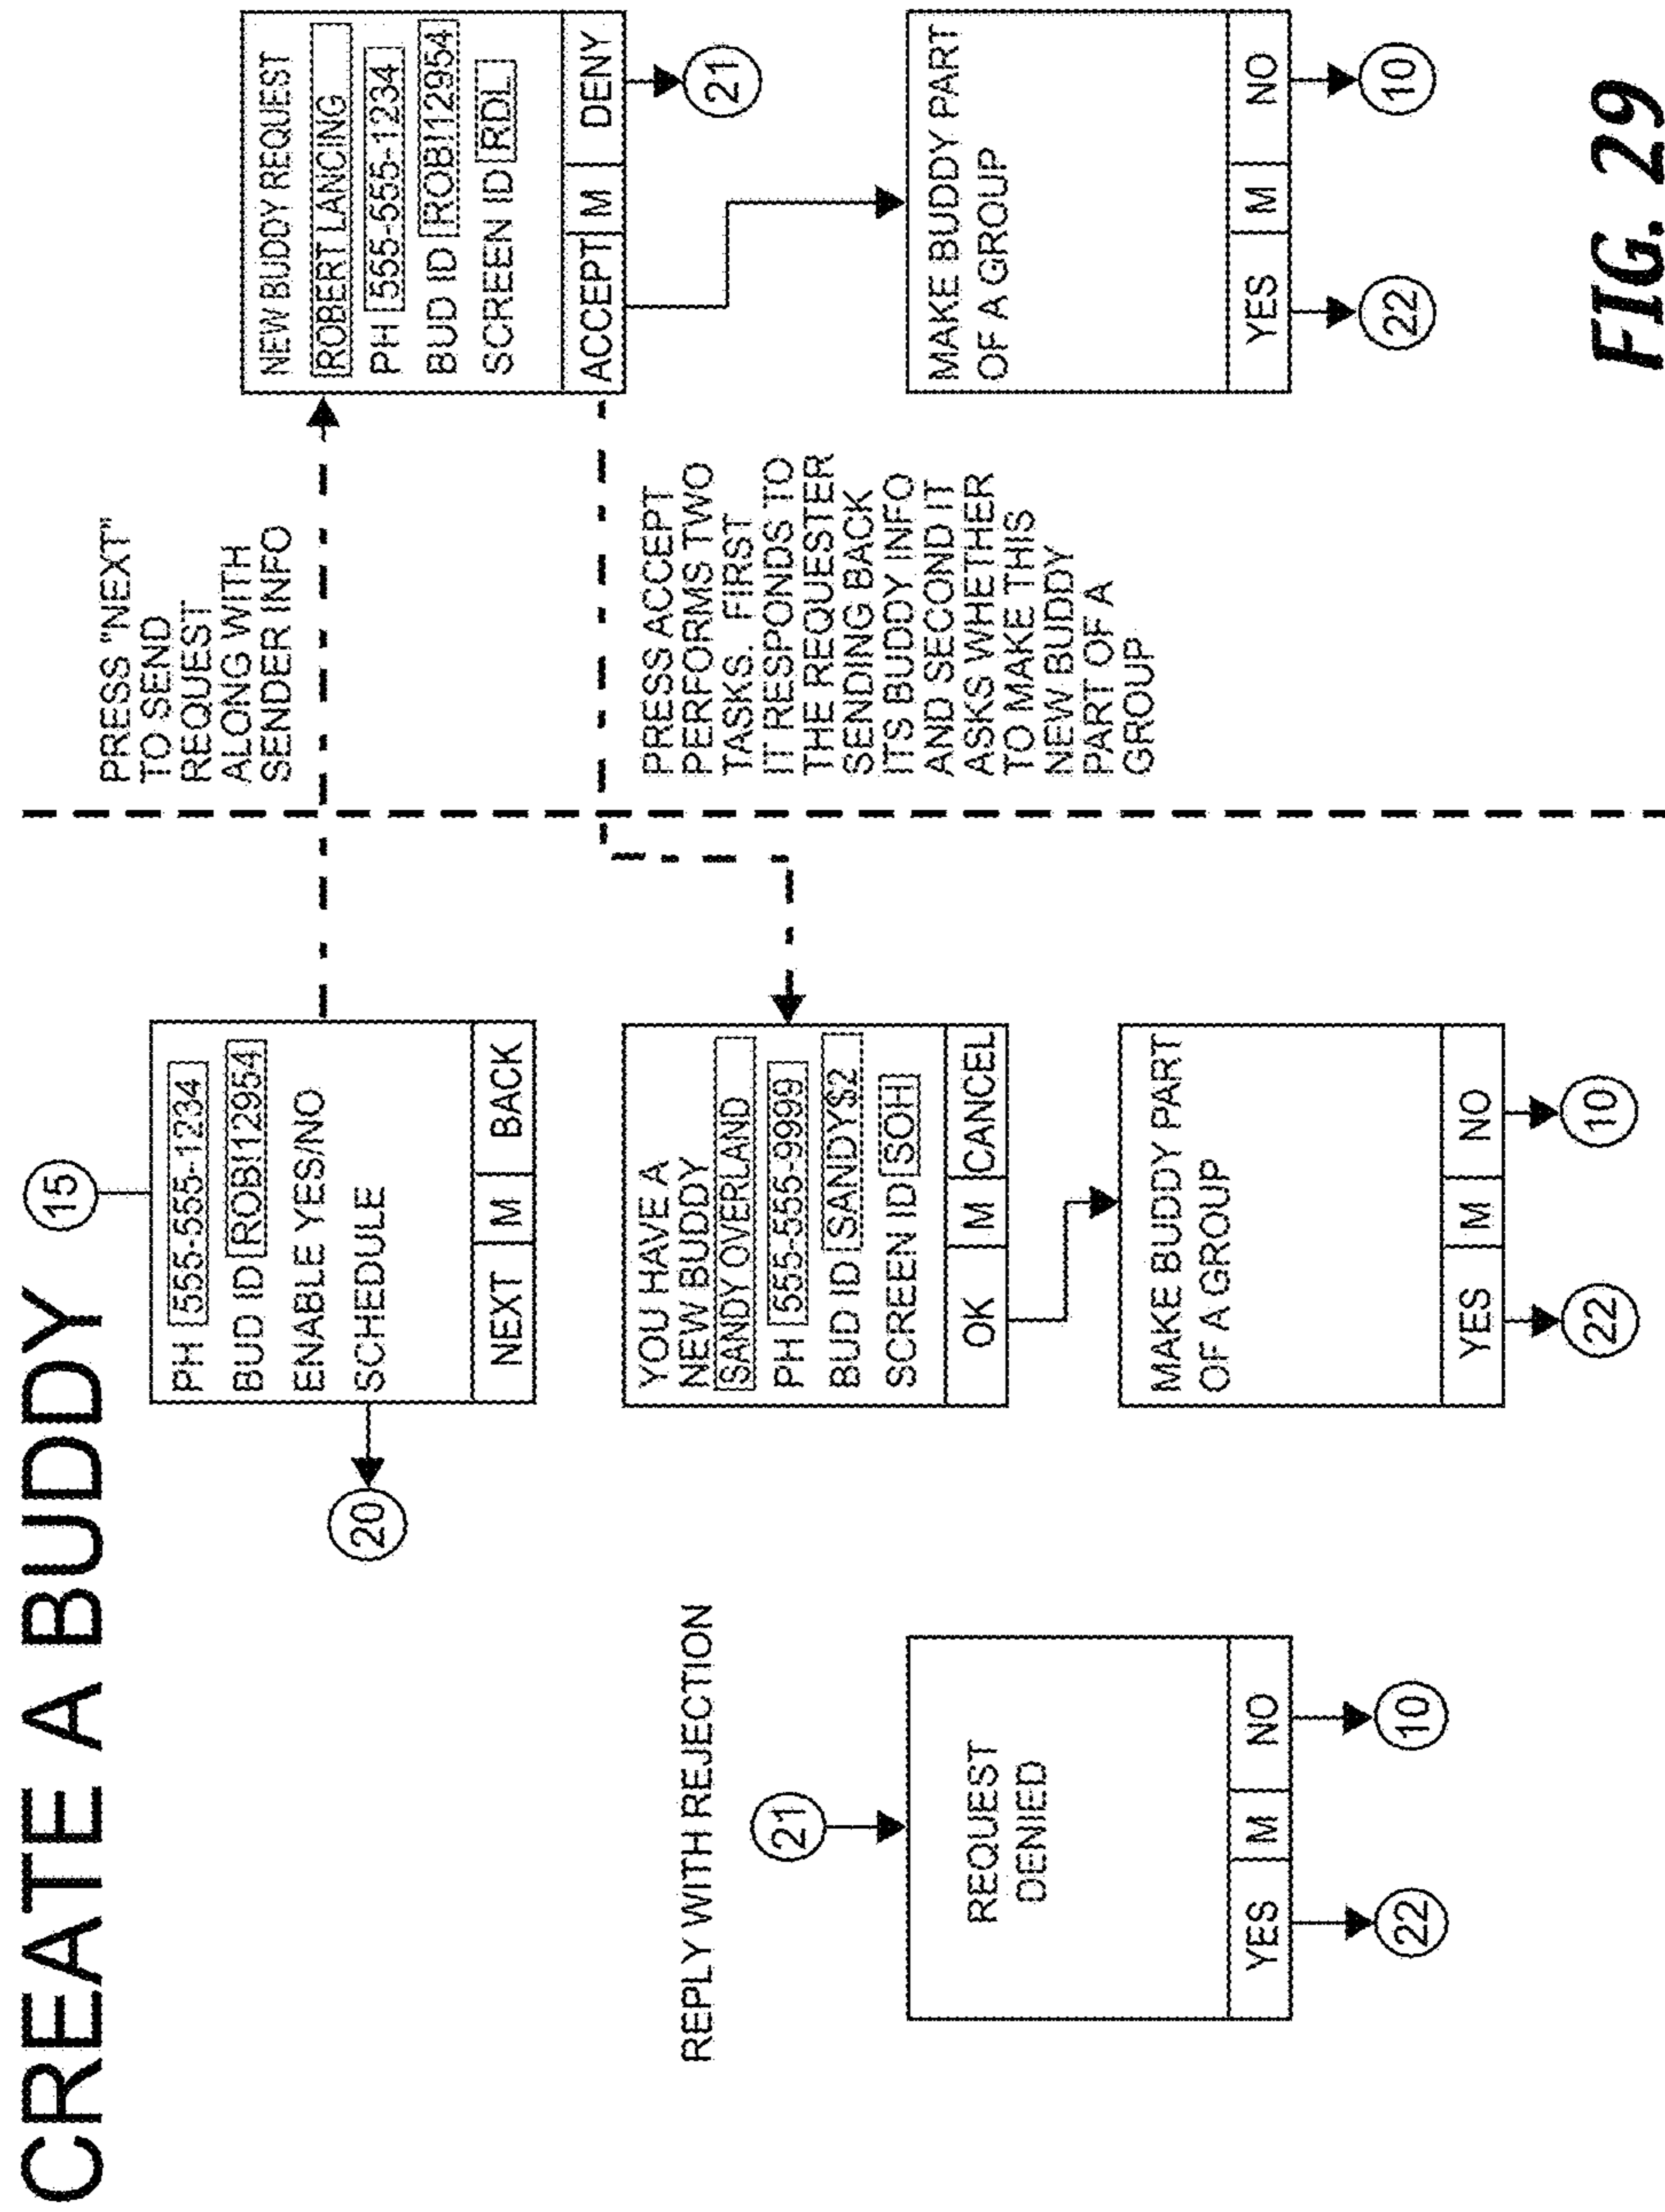 CREATE A BUDDY
15
PH 555-555-1234
BUD ID ROB!12954
ENABLE YES/NO
SCHEDULE
NEXT M BACK
20
PRESS "NEXT"
TO SEND
REQUEST
ALONG WITH
SENDER INFO
NEW BUDDY REQUEST
ROBERT LANCING
PH 555-555-1234
BUD ID ROB!12954
SCREEN ID RDL
ACCEPT M DENY
21
PRESS ACCEPT
PERFORMS TWO
TASKS. FIRST
IT RESPONDS TO
THE REQUESTER
SENDING BACK
ITS BUDDY INFO
AND SECOND IT
ASKS WHETHER
TO MAKE THIS
NEW BUDDY
PART OF A
GROUP
MAKE BUDDY PART
OF A GROUP
YES M NO
22 10
YOU HAVE A
NEW BUDDY
SANDY OVERLAND
PH 555-555-9999
BUD ID SANDY$2
SCREEN ID SOH
OK M CANCEL
MAKE BUDDY PART
OF A GROUP
YES M NO
22 10
REPLY WITH REJECTION
21
REQUEST
DENIED
YES M NO
22 10
FIG. 29